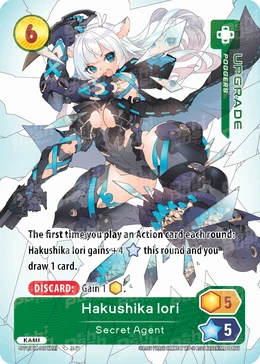 6
UPGRADE
FODDERS
The first time you play an Action card each round:
Hakushika Iori gains +4 this round and you
draw 1 card.
DISCARD: Gain 1
Hakushika Iori
5
Secret Agent
5
KAMI